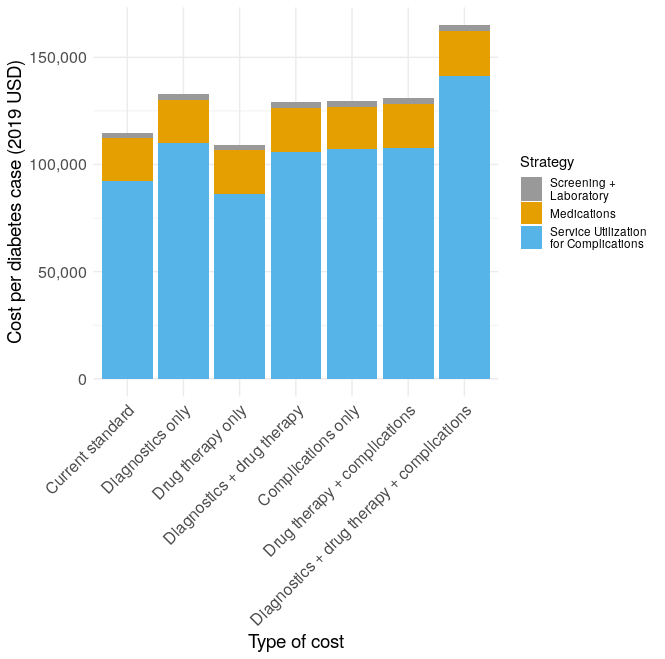 Cost per diabetes case (2019 USD)
150,000
100,000
50,000
0
Current standard
Diagnostics only
Drug therapy only
Diagnostics + drug therapy
Complications only
Drug therapy + complications
Diagnostics + drug therapy + complications
Type of cost
Strategy
Screening +
Laboratory
Medications
Service Utilization
for Complications